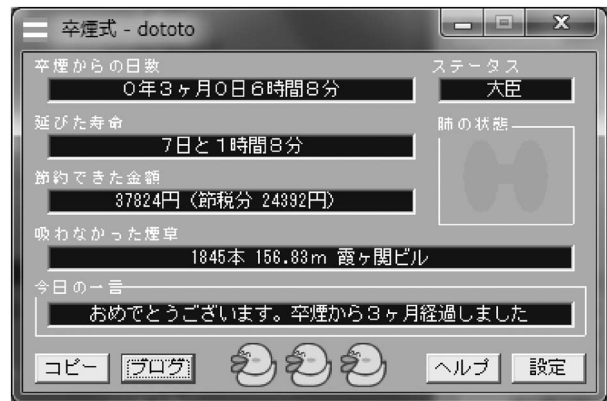 卒煙式 - dototo
卒煙からの日数
0年3ヶ月0日6時間8分
ステータス
大臣
延びた寿命
7日と1時間8分
肺の状態
節約できた金額
37824円（節税分 24392円）
吸わなかった煙草
1845本 156.83m 霞ヶ関ビル
今日の一言
おめでとうございます。卒煙から3ヶ月経過しました
コピー ブログ ヘルプ 設定